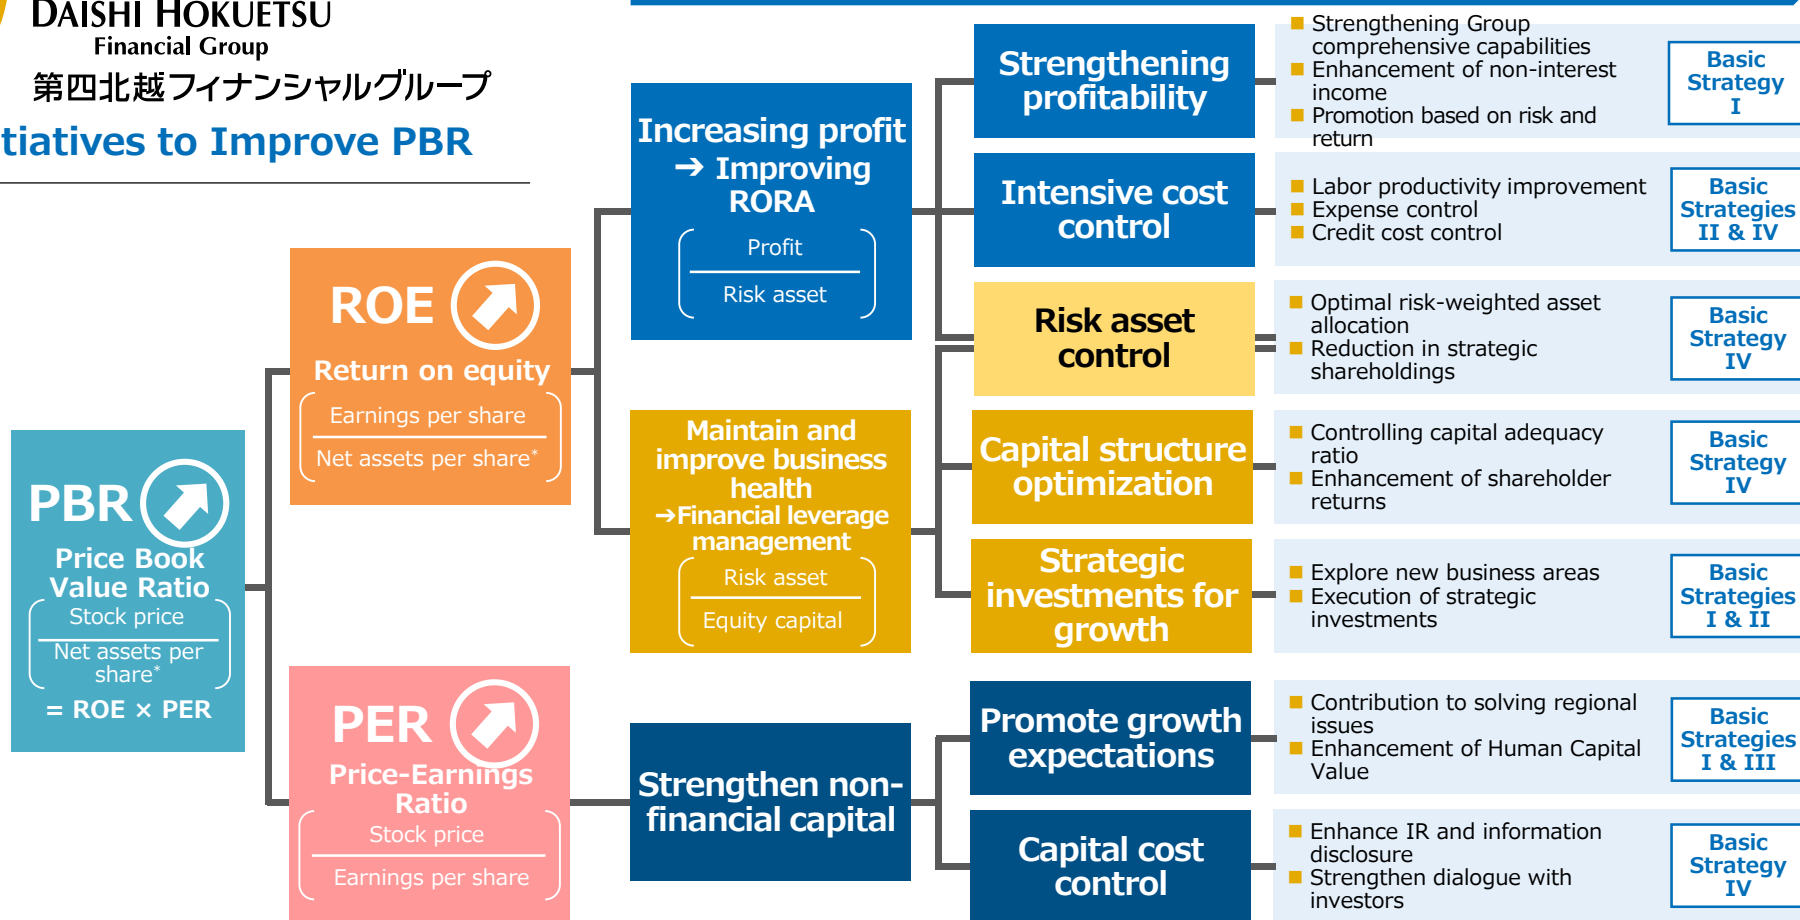 DAISHI HOKUETSU
Financial Group
第四北越フィナンシャルグループ
tiatives to Improve PBR
PBR
Price Book
Value Ratio
Stock price
Net assets per
share*
= ROE × PER
ROE
Return on equity
Earnings per share
Net assets per share*
PER
Price-Earnings
Ratio
Stock price
Earnings per share
Increasing profit
➔ Improving
RORA
Profit
Risk asset
Maintain and
improve business
health
➔Financial leverage
management
Risk asset
Equity capital
Strengthen non-
financial capital
Strengthening
profitability
■ Strengthening Group
comprehensive capabilities
■ Enhancement of non-interest
income
■ Promotion based on risk and
return
Basic
Strategy
I
Intensive cost
control
■ Labor productivity improvement
■ Expense control
■ Credit cost control
Basic
Strategies
II & IV
Risk asset
control
■ Optimal risk-weighted asset
allocation
■ Reduction in strategic
shareholdings
Basic
Strategy
IV
Capital structure
optimization
■ Controlling capital adequacy
ratio
■ Enhancement of shareholder
returns
Basic
Strategy
IV
Strategic
investments for
growth
■ Explore new business areas
■ Execution of strategic
investments
Basic
Strategies
I & II
Promote growth
expectations
■ Contribution to solving regional
issues
■ Enhancement of Human Capital
Value
Basic
Strategies
I & III
Capital cost
control
■ Enhance IR and information
disclosure
■ Strengthen dialogue with
investors
Basic
Strategy
IV